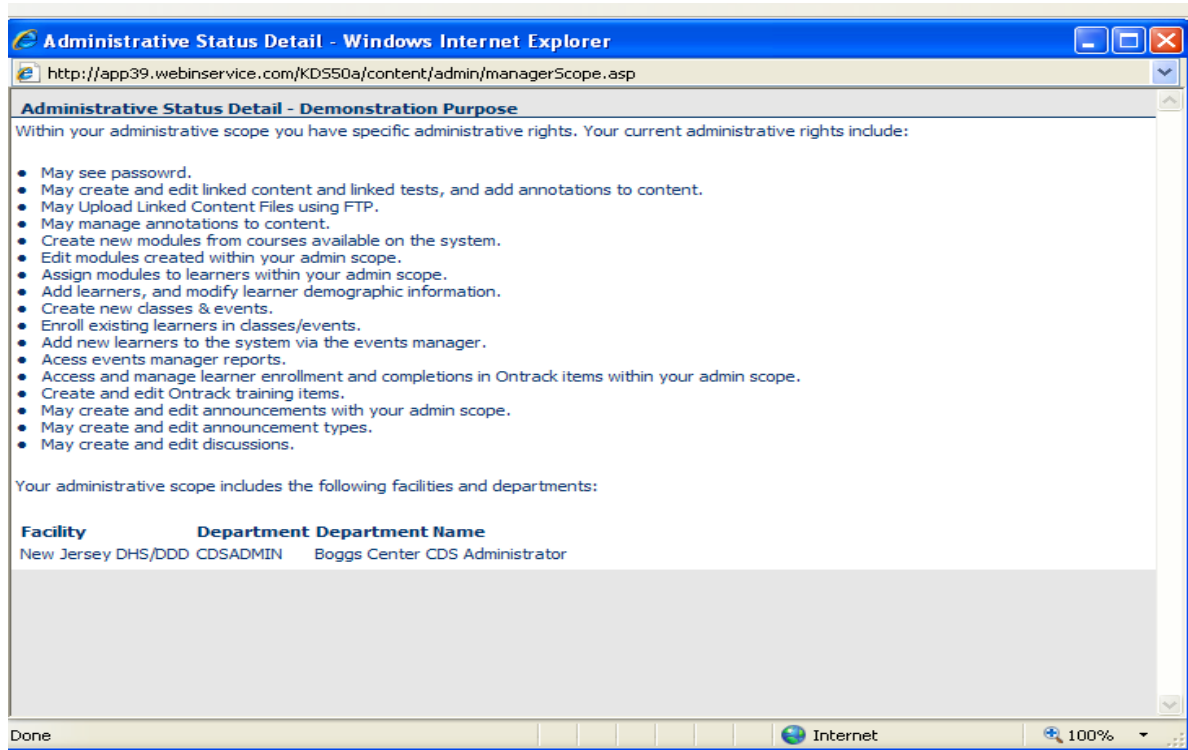 Administrative Status Detail - Windows Internet Explorer
http://app39.webinservice.com/KDS50a/content/admin/managerScope.asp
Administrative Status Detail - Demonstration Purpose
Within your administrative scope you have specific administrative rights. Your current administrative rights include:
• May see passowrd.
• May create and edit linked content and linked tests, and add annotations to content.
• May Upload Linked Content Files using FTP.
• May manage annotations to content.
• Create new modules from courses available on the system.
• Edit modules created within your admin scope.
• Assign modules to learners within your admin scope.
• Add learners, and modify learner demographic information.
• Create new classes & events.
• Enroll existing learners in classes/events.
• Add new learners to the system via the events manager.
• Acess events manager reports.
• Access and manage learner enrollment and completions in Ontrack items within your admin scope.
• Create and edit Ontrack training items.
• May create and edit announcements with your admin scope.
• May create and edit announcement types.
• May create and edit discussions.
Your administrative scope includes the following facilities and departments:
Facility Department Department Name
New Jersey DHS/DDD CDSADMIN Boggs Center CDS Administrator
Done Internet 100%